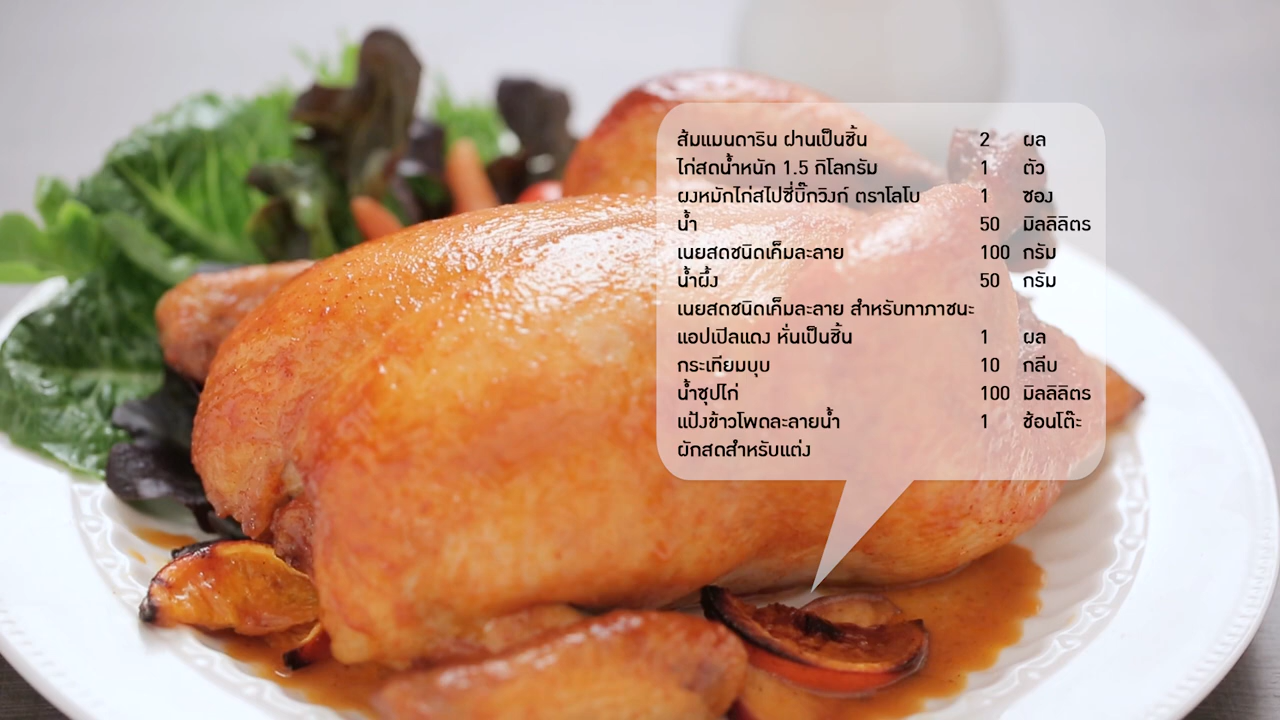 ส้มแมนดาริน ฝานเป็นชิ้น 2 ผล
ไก่สดน้ำหนัก 1.5 กิโลกรัม 1 ตัว
ผงหมักไก่สไปซี่บิ๊กวิงก์ ตราโลโบ 1 ซอง
น้ำ 50 มิลลิลิตร
เนยสดชนิดเค็มละลาย 100 กรัม
น้ำผึ้ง 50 กรัม
เนยสดชนิดเค็มละลาย สำหรับทาภาชนะ
แอปเปิลแดง หั่นเป็นชิ้น 1 ผล
กระเทียมบุบ 10 กลีบ
น้ำซุปไก่ 100 มิลลิลิตร
แป้งข้าวโพดละลายน้ำ 1 ช้อนโต๊ะ
ผักสดสำหรับแต่ง